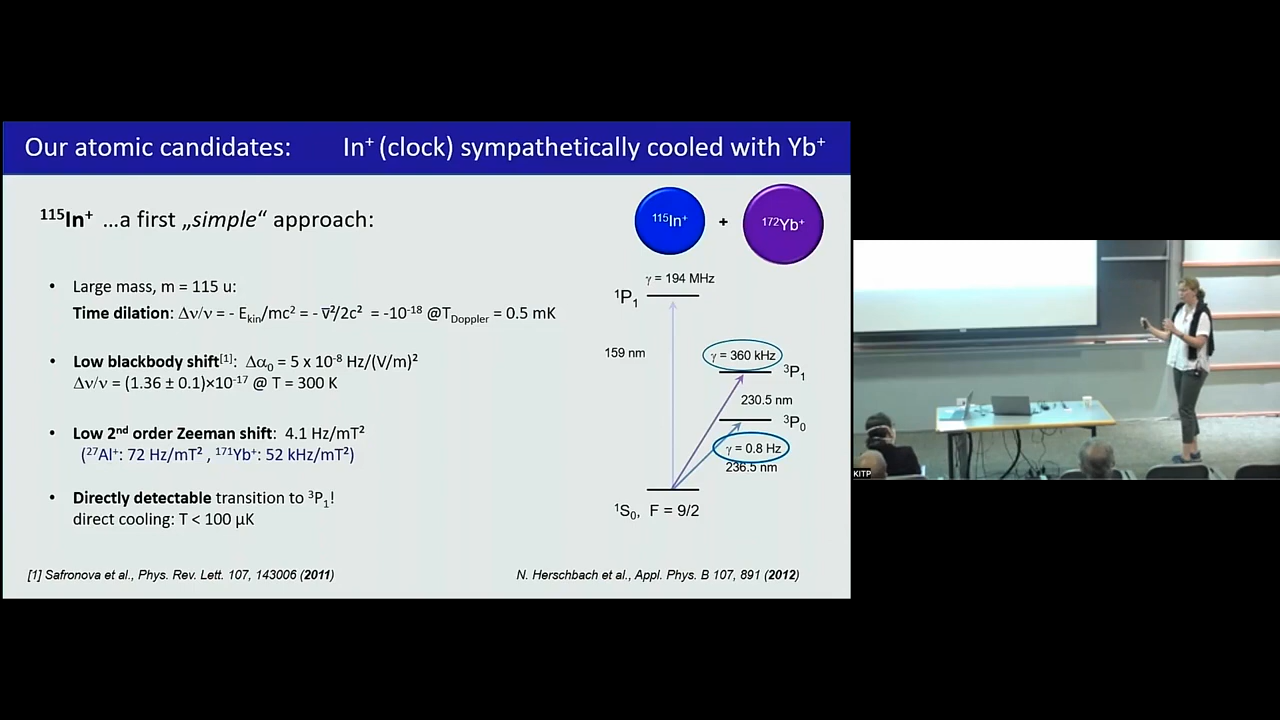 Our atomic candidates: In⁺ (clock) sympathetically cooled with Yb⁺
¹¹⁵In⁺ ...a first „simple“ approach:
¹¹⁵In⁺ + ¹⁷²Yb⁺
• Large mass, m = 115 u:
Time dilation: Δν/ν = - E_kin/mc² = - v̅²/2c² = -10⁻¹⁸ @T_Doppler = 0.5 mK
• Low blackbody shift[1]: Δα₀ = 5 x 10⁻⁸ Hz/(V/m)²
Δν/ν = (1.36 ± 0.1)×10⁻¹⁷ @ T = 300 K
• Low 2nd order Zeeman shift: 4.1 Hz/mT²
(²⁷Al⁺: 72 Hz/mT² , ¹⁷¹Yb⁺: 52 kHz/mT²)
• Directly detectable transition to ³P₁!
direct cooling: T < 100 µK
γ = 194 MHz
¹P₁
159 nm
γ = 360 kHz
³P₁
230.5 nm
³P₀
γ = 0.8 Hz
236.5 nm
¹S₀, F = 9/2
[1] Safronova et al., Phys. Rev. Lett. 107, 143006 (2011)
N. Herschbach et al., Appl. Phys. B 107, 891 (2012)
KITP